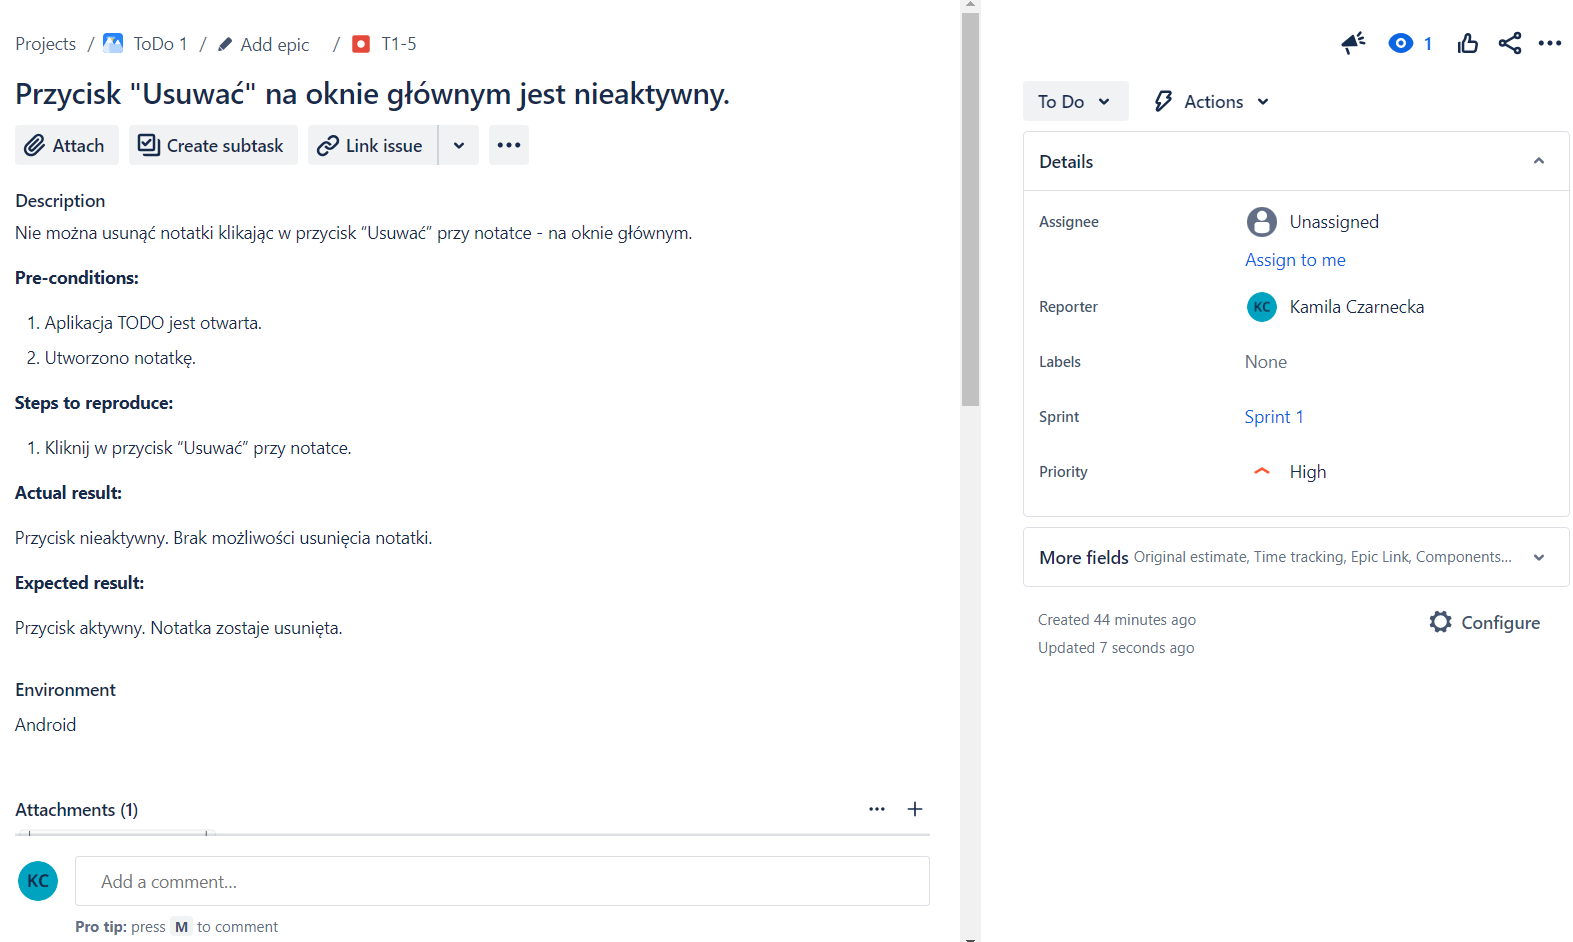 Projects / ToDo 1 / Add epic / T1-5
Przycisk "Usuwać" na oknie głównym jest nieaktywny.
Attach Create subtask Link issue
Description
Nie można usunąć notatki klikając w przycisk “Usuwać” przy notatce - na oknie głównym.
Pre-conditions:
1. Aplikacja TODO jest otwarta.
2. Utworzono notatkę.
Steps to reproduce:
1. Kliknij w przycisk “Usuwać” przy notatce.
Actual result:
Przycisk nieaktywny. Brak możliwości usunięcia notatki.
Expected result:
Przycisk aktywny. Notatka zostaje usunięta.
Environment
Android
Attachments (1)
KC Add a comment...
Pro tip: press M to comment
1
To Do Actions
Details
Assignee Unassigned
Assign to me
Reporter KC Kamila Czarnecka
Labels None
Sprint Sprint 1
Priority High
More fields Original estimate, Time tracking, Epic Link, Components...
Created 44 minutes ago Configure
Updated 7 seconds ago